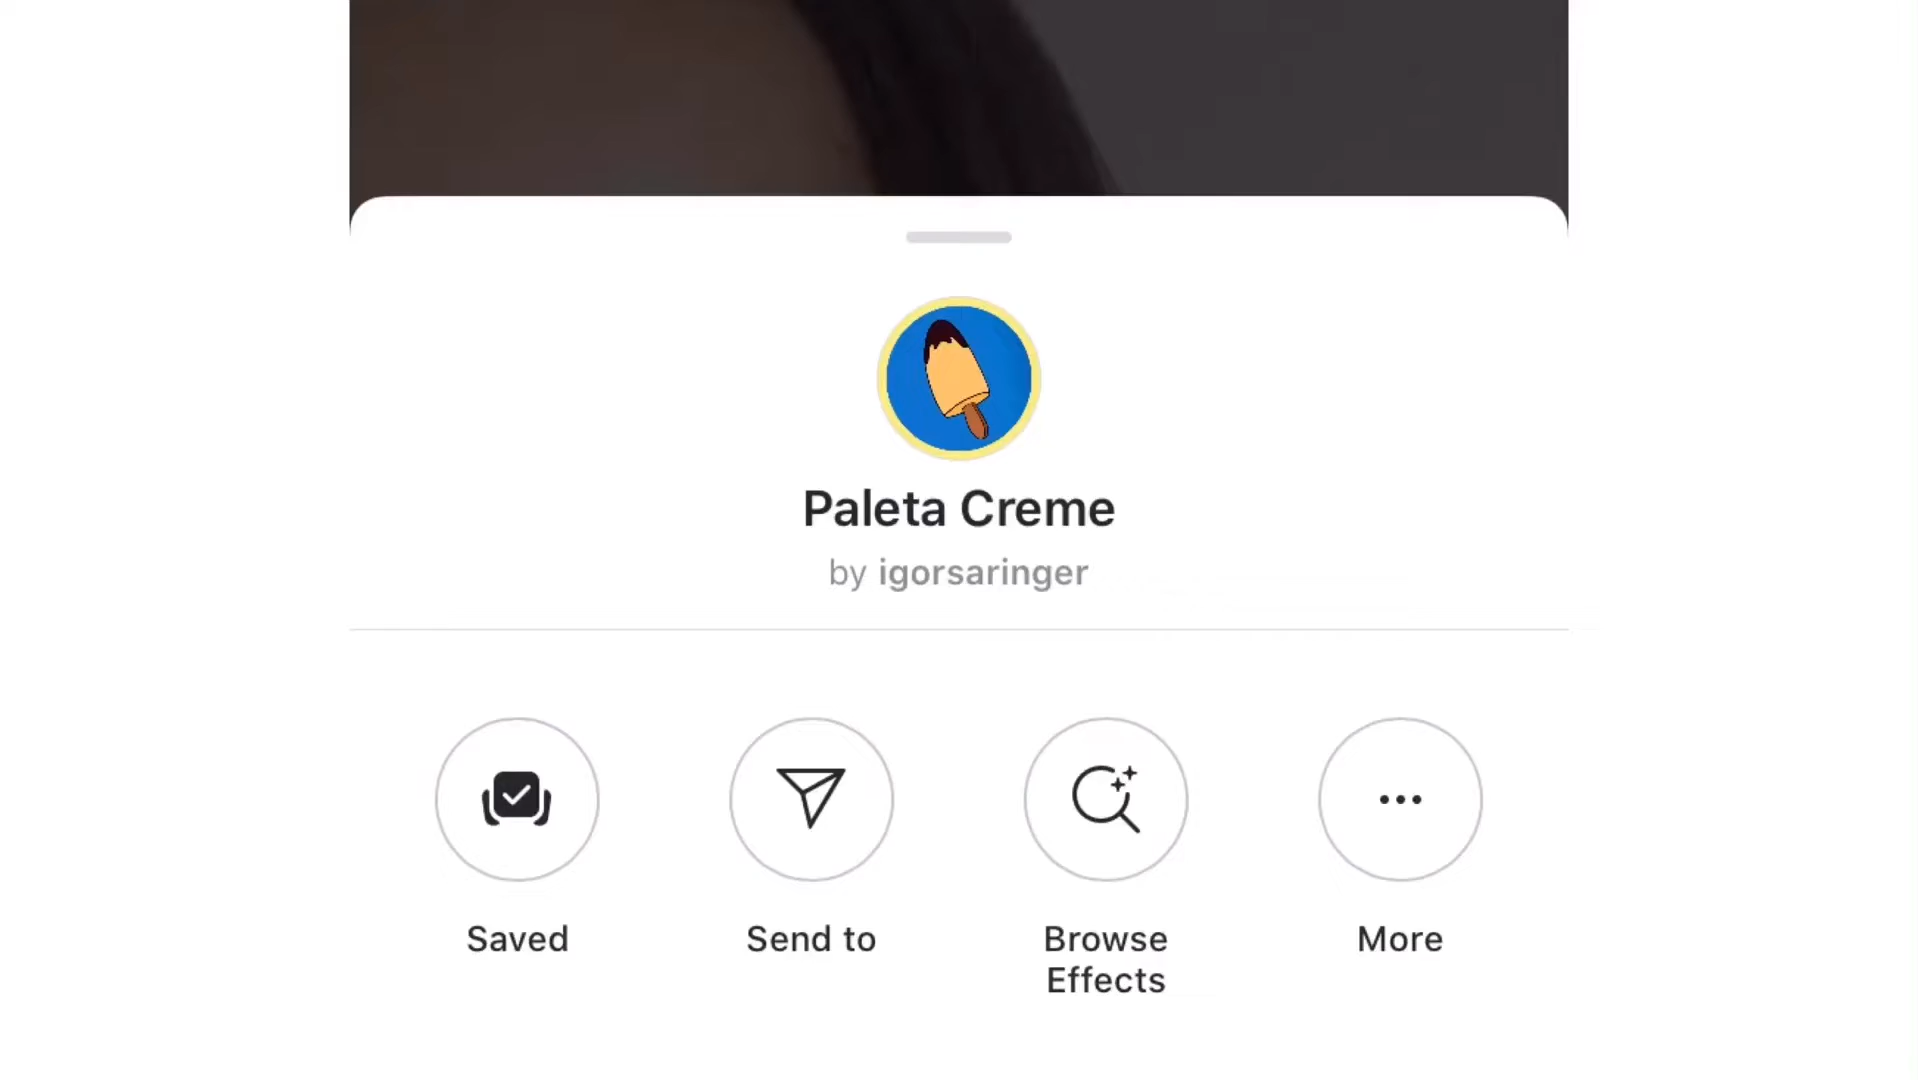 Paleta Creme
by igorsaringer
Saved
Send to
Browse
Effects
More